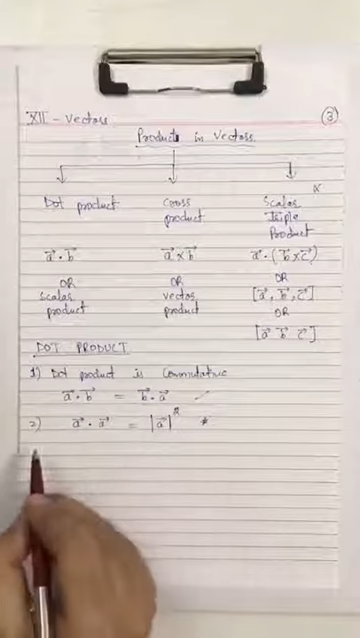 XII - Vectors
(3)
Products in Vectors
Dot product
cross product
Scalar Triple Product
a⃗ · b⃗
a⃗ × b⃗
a⃗ · (b⃗ × c⃗)
OR
OR
OR
scalar product
vector product
[a⃗, b⃗, c⃗]
OR
[a⃗ b⃗ c⃗]
DOT PRODUCT
1) Dot product is Commutative
a⃗ · b⃗ = b⃗ · a⃗ ✓
2) a⃗ · a⃗ = |a⃗|² *